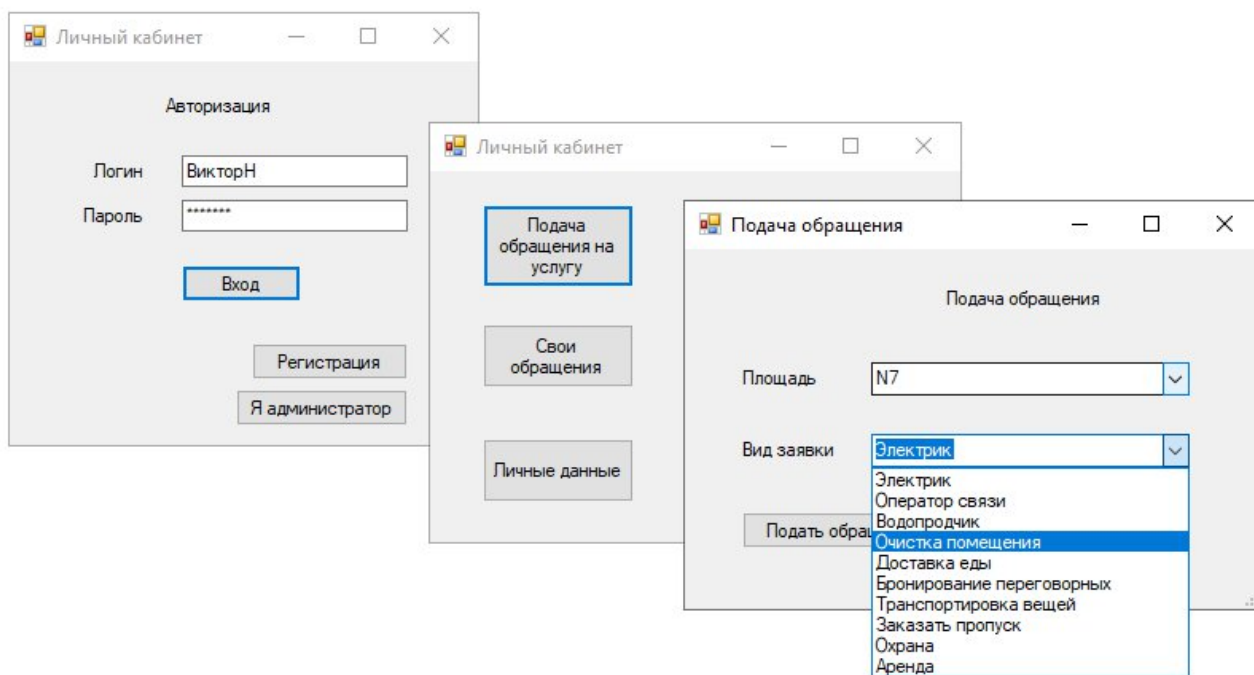 Личный кабинет
Авторизация
Логин
ВикторН
Пароль
*******
Вход
Регистрация
Я администратор
Личный кабинет
Подача
обращения на
услугу
Свои
обращения
Личные данные
Подача обращения
Подача обращения
Площадь
N7
Вид заявки
Электрик
Электрик
Оператор связи
Водопродчик
Очистка помещения
Доставка еды
Бронирование переговорных
Транспортировка вещей
Заказать пропуск
Охрана
Аренда
Подать